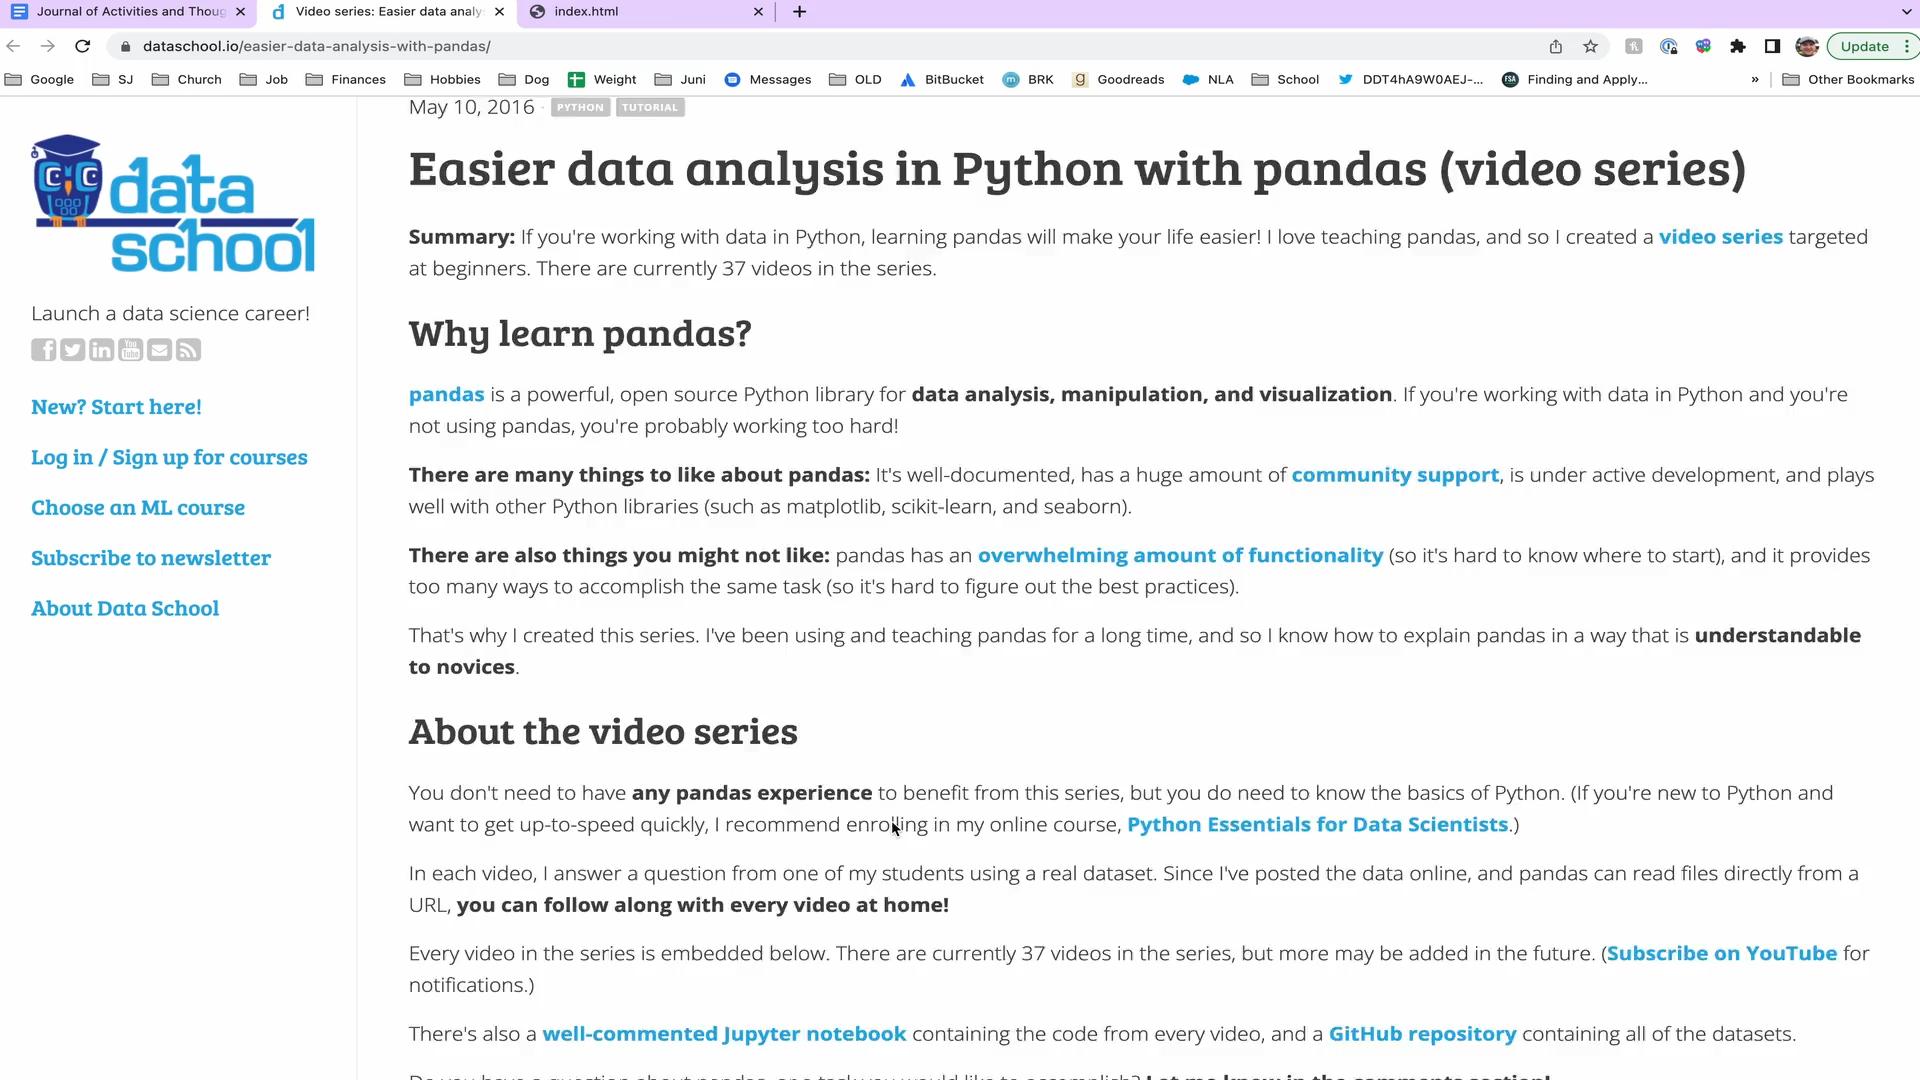 Journal of Activities and Thoug
Video series: Easier data analys
index.html
dataschool.io/easier-data-analysis-with-pandas/
Update
Google
SJ
Church
Job
Finances
Hobbies
Dog
Weight
Juni
Messages
OLD
BitBucket
BRK
Goodreads
NLA
School
DDT4hA9W0AEJ-...
Finding and Apply...
»
Other Bookmarks
data
school
Launch a data science career!
New? Start here!
Log in / Sign up for courses
Choose an ML course
Subscribe to newsletter
About Data School
May 10, 2016 · PYTHON TUTORIAL
Easier data analysis in Python with pandas (video series)
Summary: If you're working with data in Python, learning pandas will make your life easier! I love teaching pandas, and so I created a video series targeted
at beginners. There are currently 37 videos in the series.
Why learn pandas?
pandas is a powerful, open source Python library for data analysis, manipulation, and visualization. If you're working with data in Python and you're
not using pandas, you're probably working too hard!
There are many things to like about pandas: It's well-documented, has a huge amount of community support, is under active development, and plays
well with other Python libraries (such as matplotlib, scikit-learn, and seaborn).
There are also things you might not like: pandas has an overwhelming amount of functionality (so it's hard to know where to start), and it provides
too many ways to accomplish the same task (so it's hard to figure out the best practices).
That's why I created this series. I've been using and teaching pandas for a long time, and so I know how to explain pandas in a way that is understandable
to novices.
About the video series
You don't need to have any pandas experience to benefit from this series, but you do need to know the basics of Python. (If you're new to Python and
want to get up-to-speed quickly, I recommend enrolling in my online course, Python Essentials for Data Scientists.)
In each video, I answer a question from one of my students using a real dataset. Since I've posted the data online, and pandas can read files directly from a
URL, you can follow along with every video at home!
Every video in the series is embedded below. There are currently 37 videos in the series, but more may be added in the future. (Subscribe on YouTube for
notifications.)
There's also a well-commented Jupyter notebook containing the code from every video, and a GitHub repository containing all of the datasets.